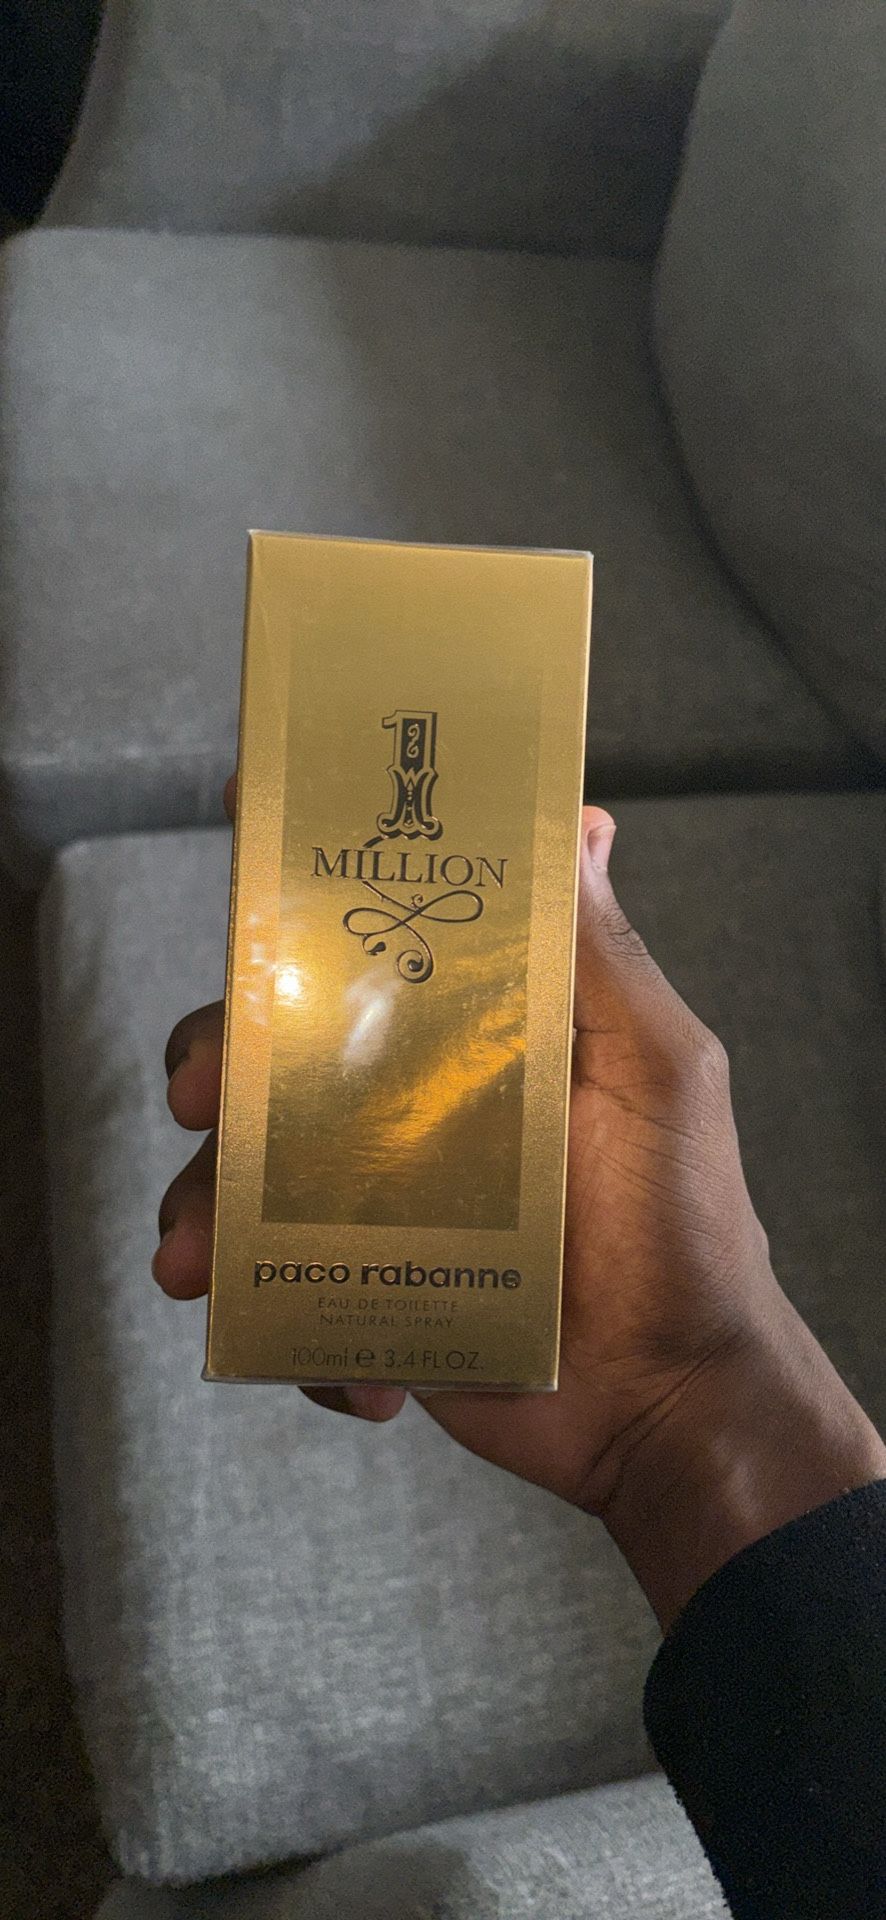 1
MILLION
paco rabanne
EAU DE TOILETTE
NATURAL SPRAY
100ml e 3.4 FL OZ.